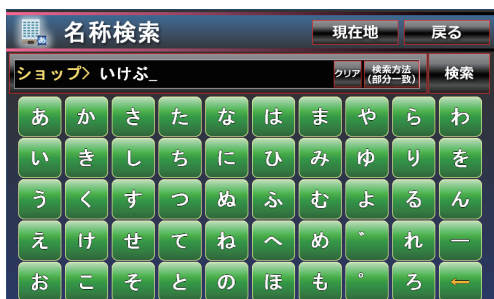 名称検索 現在地 戻る
ショップ〉いけぶ_ クリア 検索方法 検索
(部分一致)
あ か さ た な は ま や ら わ
い き し ち に ひ み ゆ り を
う く す つ ぬ ふ む よ る ん
え け せ て ね へ め ゛ れ ー
お こ そ と の ほ も ゜ ろ ←